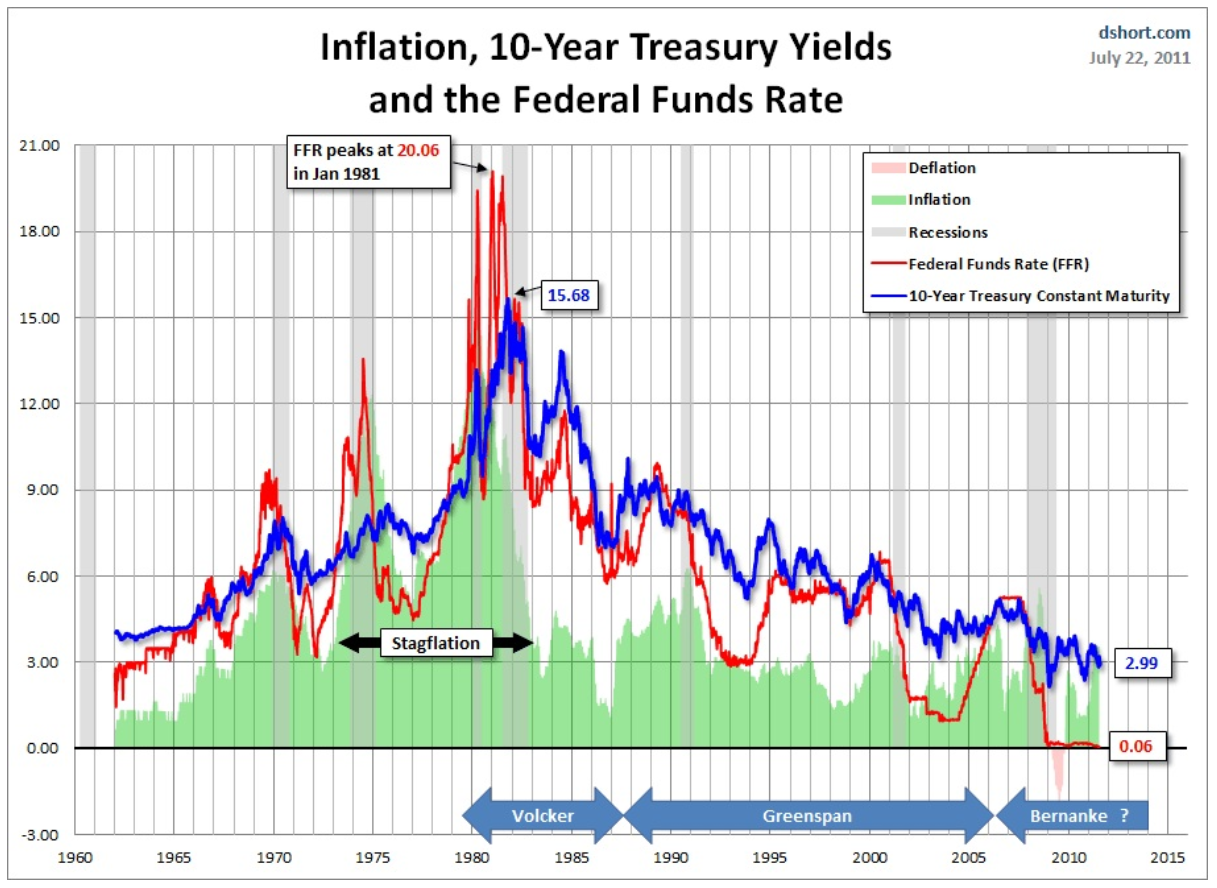 Inflation, 10-Year Treasury Yields
and the Federal Funds Rate
dshort.com
July 22, 2011
FFR peaks at 20.06
in Jan 1981
Deflation
Inflation
Recessions
Federal Funds Rate (FFR)
10-Year Treasury Constant Maturity
21.00
18.00
15.00
12.00
9.00
6.00
3.00
0.00
-3.00
15.68
Stagflation
2.99
0.06
Volcker
Greenspan
Bernanke ?
1960
1965
1970
1975
1980
1985
1990
1995
2000
2005
2010
2015